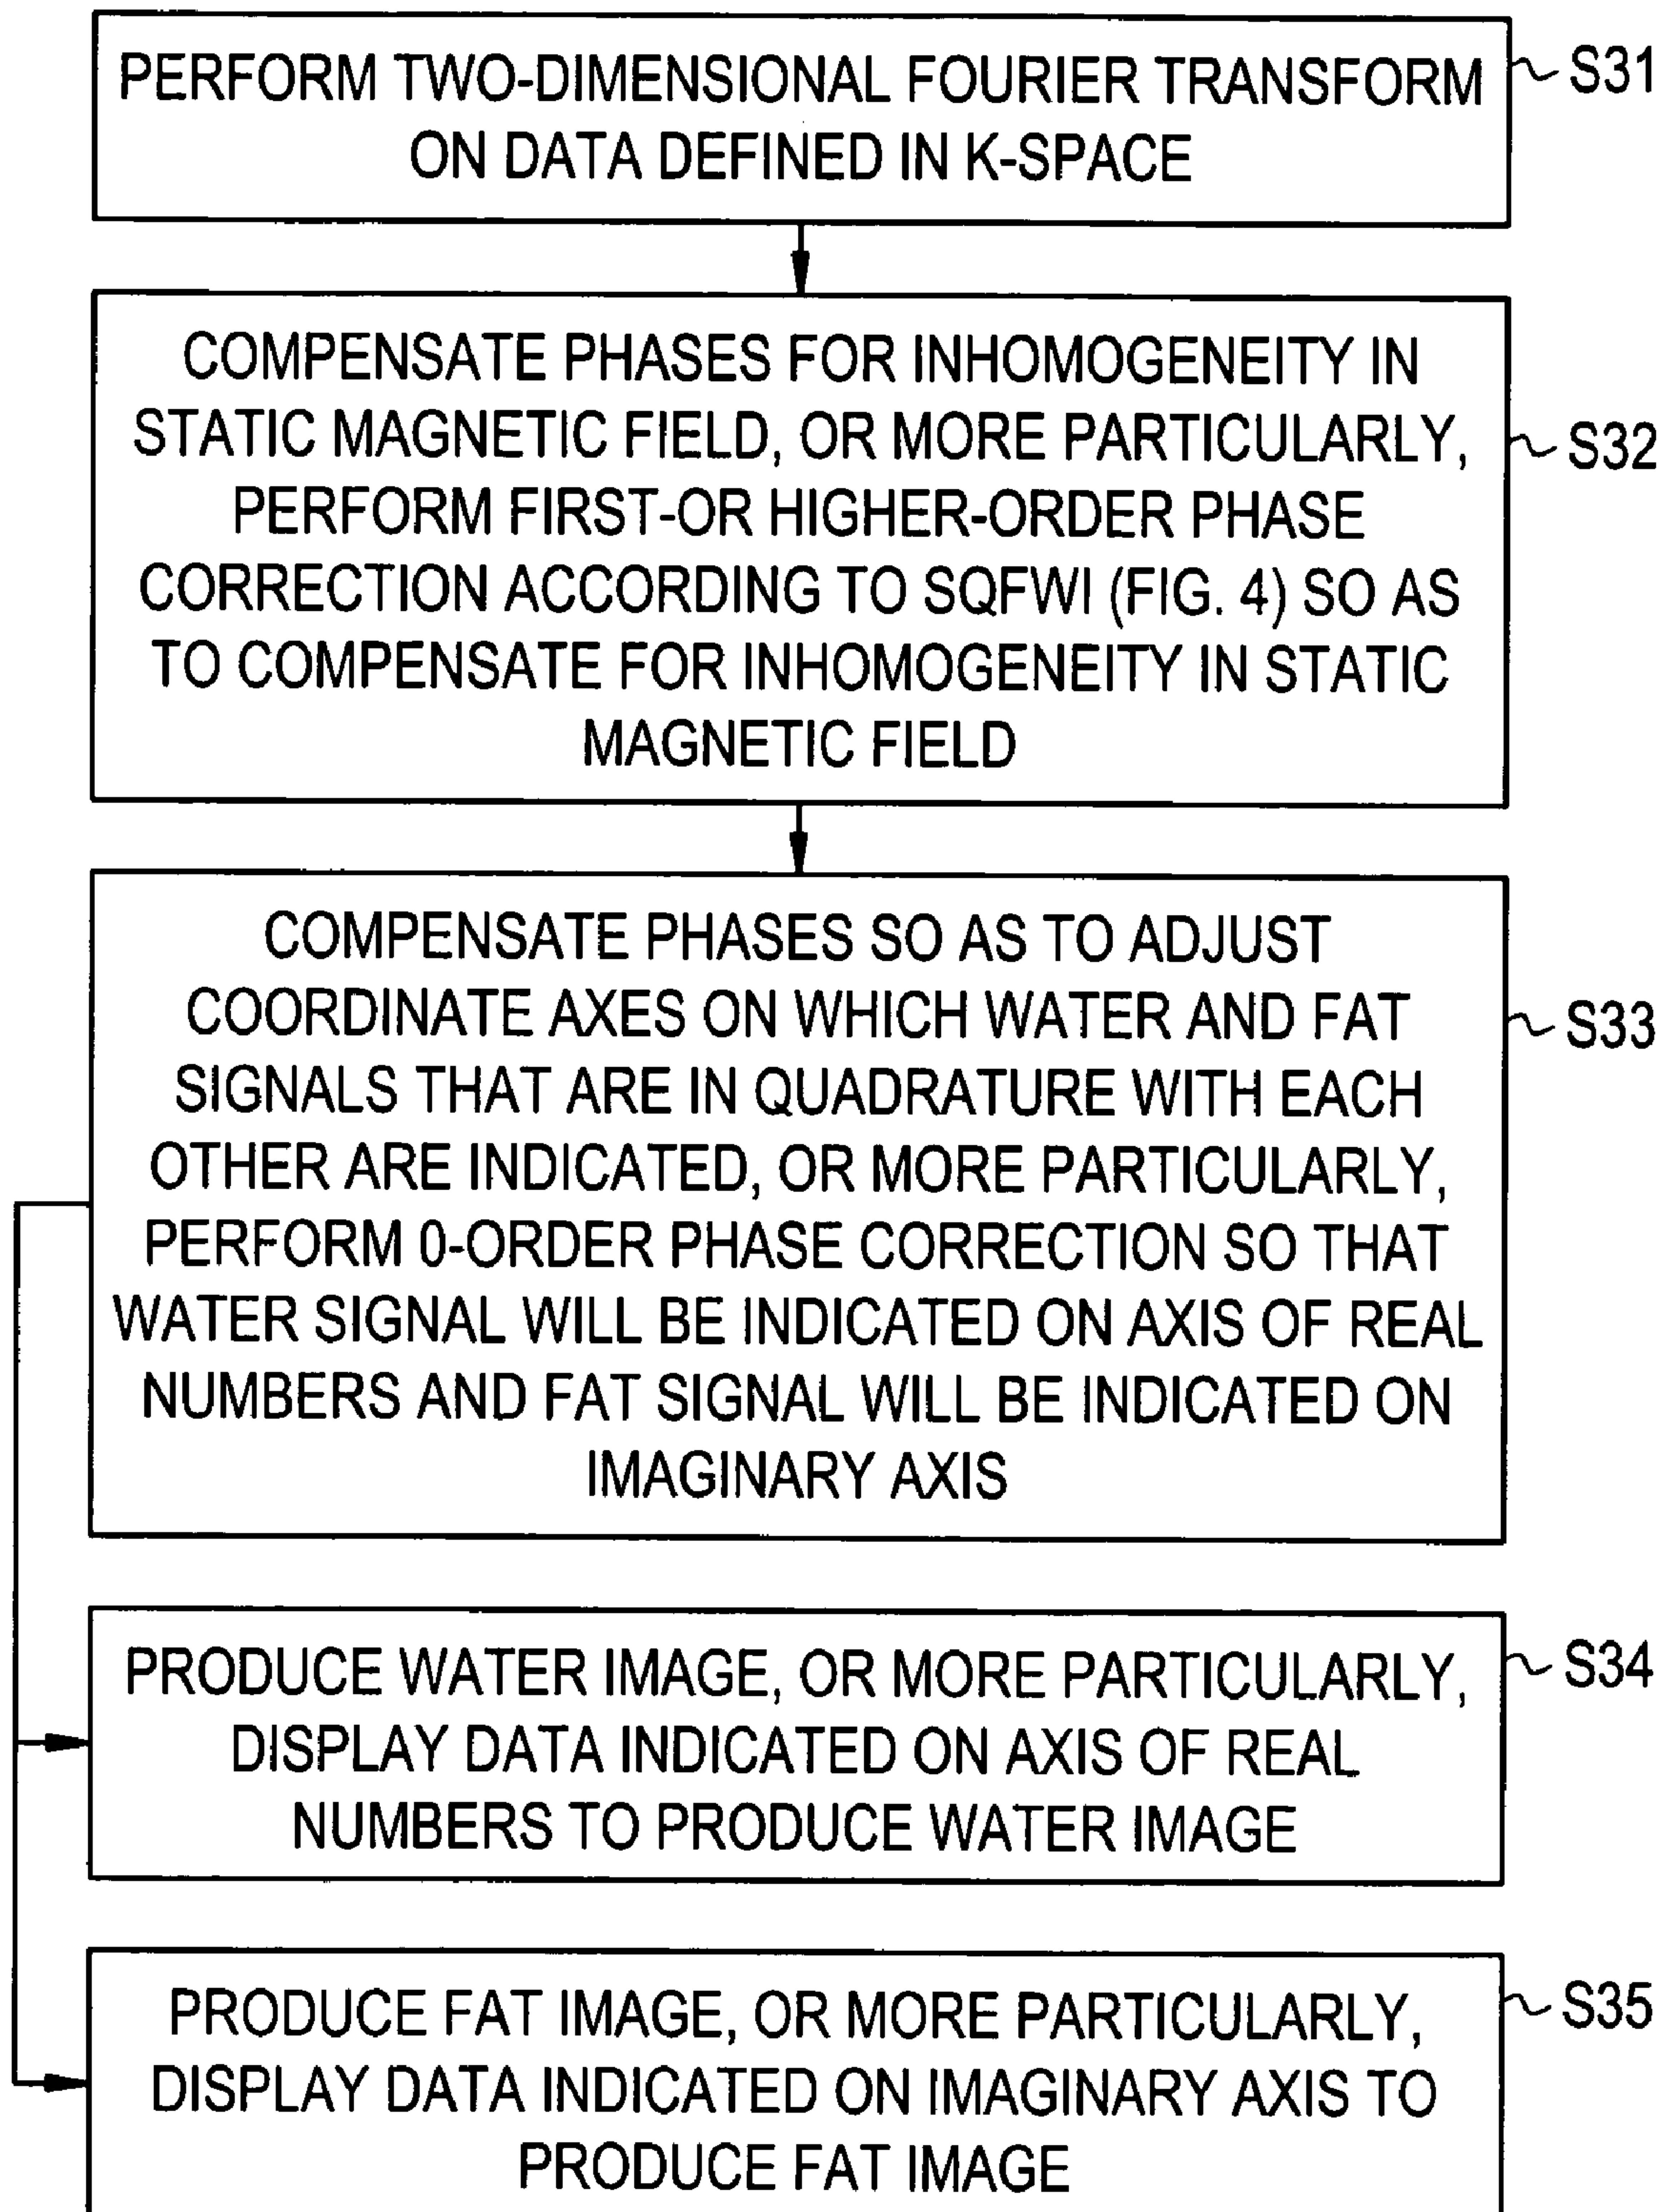 PERFORM TWO-DIMENSIONAL FOURIER TRANSFORM
ON DATA DEFINED IN K-SPACE
S31
COMPENSATE PHASES FOR INHOMOGENEITY IN
STATIC MAGNETIC FIELD, OR MORE PARTICULARLY,
PERFORM FIRST-OR HIGHER-ORDER PHASE
CORRECTION ACCORDING TO SQFWI (FIG. 4) SO AS
TO COMPENSATE FOR INHOMOGENEITY IN STATIC
MAGNETIC FIELD
S32
COMPENSATE PHASES SO AS TO ADJUST
COORDINATE AXES ON WHICH WATER AND FAT
SIGNALS THAT ARE IN QUADRATURE WITH EACH
OTHER ARE INDICATED, OR MORE PARTICULARLY,
PERFORM 0-ORDER PHASE CORRECTION SO THAT
WATER SIGNAL WILL BE INDICATED ON AXIS OF REAL
NUMBERS AND FAT SIGNAL WILL BE INDICATED ON
IMAGINARY AXIS
S33
PRODUCE WATER IMAGE, OR MORE PARTICULARLY,
DISPLAY DATA INDICATED ON AXIS OF REAL
NUMBERS TO PRODUCE WATER IMAGE
S34
PRODUCE FAT IMAGE, OR MORE PARTICULARLY,
DISPLAY DATA INDICATED ON IMAGINARY AXIS TO
PRODUCE FAT IMAGE
S35